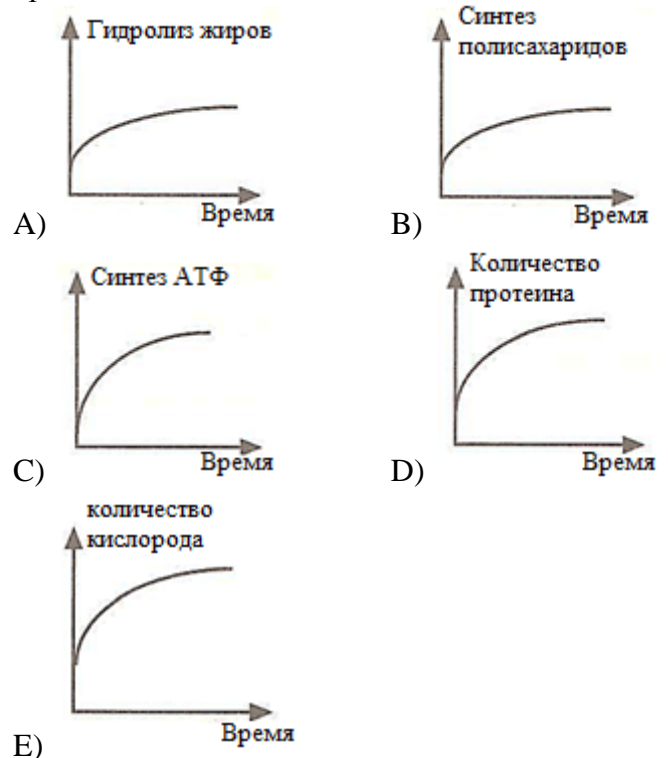 Гидролиз жиров
Время
A)
Синтез
полисахаридов
Время
B)
Синтез АТФ
Время
C)
Количество
протеина
Время
D)
количество
кислорода
Время
E)